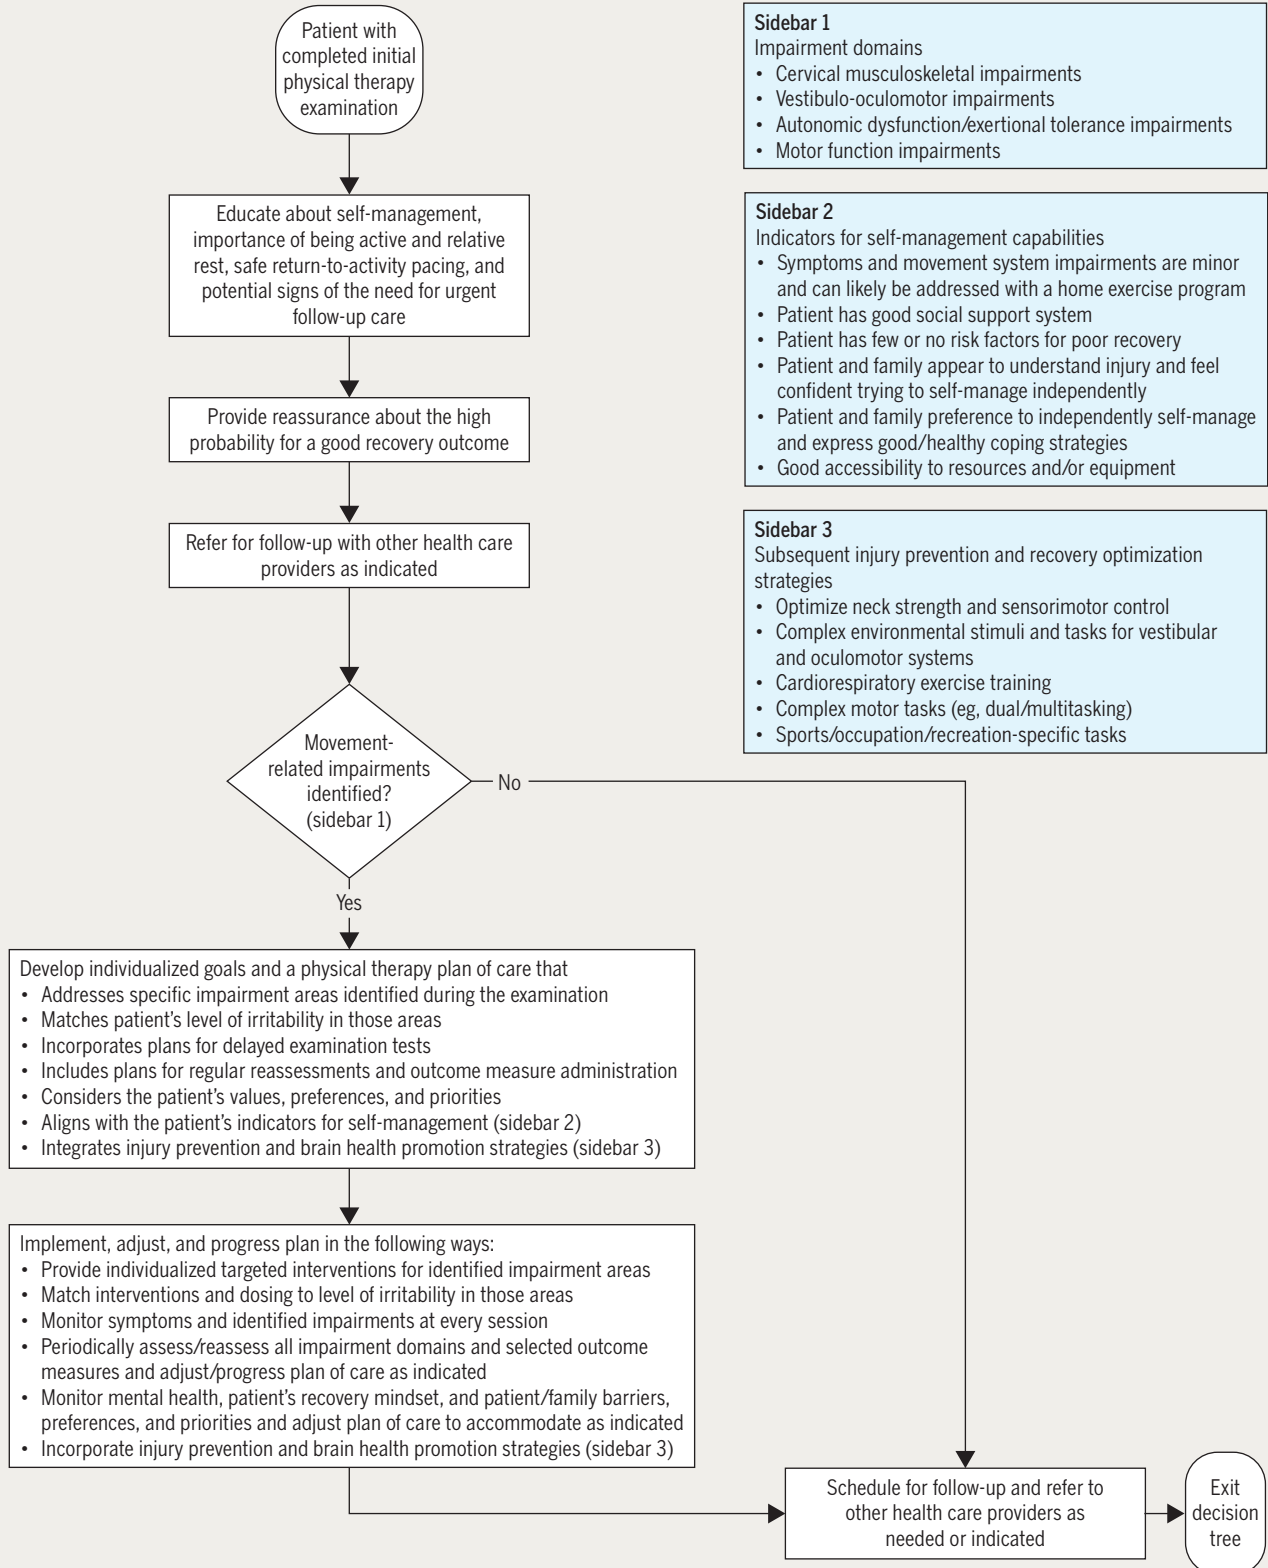 Patient with
completed initial
physical therapy
examination
Educate about self-management,
importance of being active and relative
rest, safe return-to-activity pacing, and
potential signs of the need for urgent
follow-up care
Provide reassurance about the high
probability for a good recovery outcome
Refer for follow-up with other health care
providers as indicated
Movement-
related impairments
identified?
(sidebar 1)
No
Yes
Develop individualized goals and a physical therapy plan of care that
• Addresses specific impairment areas identified during the examination
• Matches patient's level of irritability in those areas
• Incorporates plans for delayed examination tests
• Includes plans for regular reassessments and outcome measure administration
• Considers the patient's values, preferences, and priorities
• Aligns with the patient's indicators for self-management (sidebar 2)
• Integrates injury prevention and brain health promotion strategies (sidebar 3)
Implement, adjust, and progress plan in the following ways:
• Provide individualized targeted interventions for identified impairment areas
• Match interventions and dosing to level of irritability in those areas
• Monitor symptoms and identified impairments at every session
• Periodically assess/reassess all impairment domains and selected outcome
measures and adjust/progress plan of care as indicated
• Monitor mental health, patient's recovery mindset, and patient/family barriers,
preferences, and priorities and adjust plan of care to accommodate as indicated
• Incorporate injury prevention and brain health promotion strategies (sidebar 3)
Schedule for follow-up and refer to
other health care providers as
needed or indicated
Exit
decision
tree
Sidebar 1
Impairment domains
• Cervical musculoskeletal impairments
• Vestibulo-oculomotor impairments
• Autonomic dysfunction/exertional tolerance impairments
• Motor function impairments
Sidebar 2
Indicators for self-management capabilities
• Symptoms and movement system impairments are minor
and can likely be addressed with a home exercise program
• Patient has good social support system
• Patient has few or no risk factors for poor recovery
• Patient and family appear to understand injury and feel
confident trying to self-manage independently
• Patient and family preference to independently self-manage
and express good/healthy coping strategies
• Good accessibility to resources and/or equipment
Sidebar 3
Subsequent injury prevention and recovery optimization
strategies
• Optimize neck strength and sensorimotor control
• Complex environmental stimuli and tasks for vestibular
and oculomotor systems
• Cardiorespiratory exercise training
• Complex motor tasks (eg, dual/multitasking)
• Sports/occupation/recreation-specific tasks